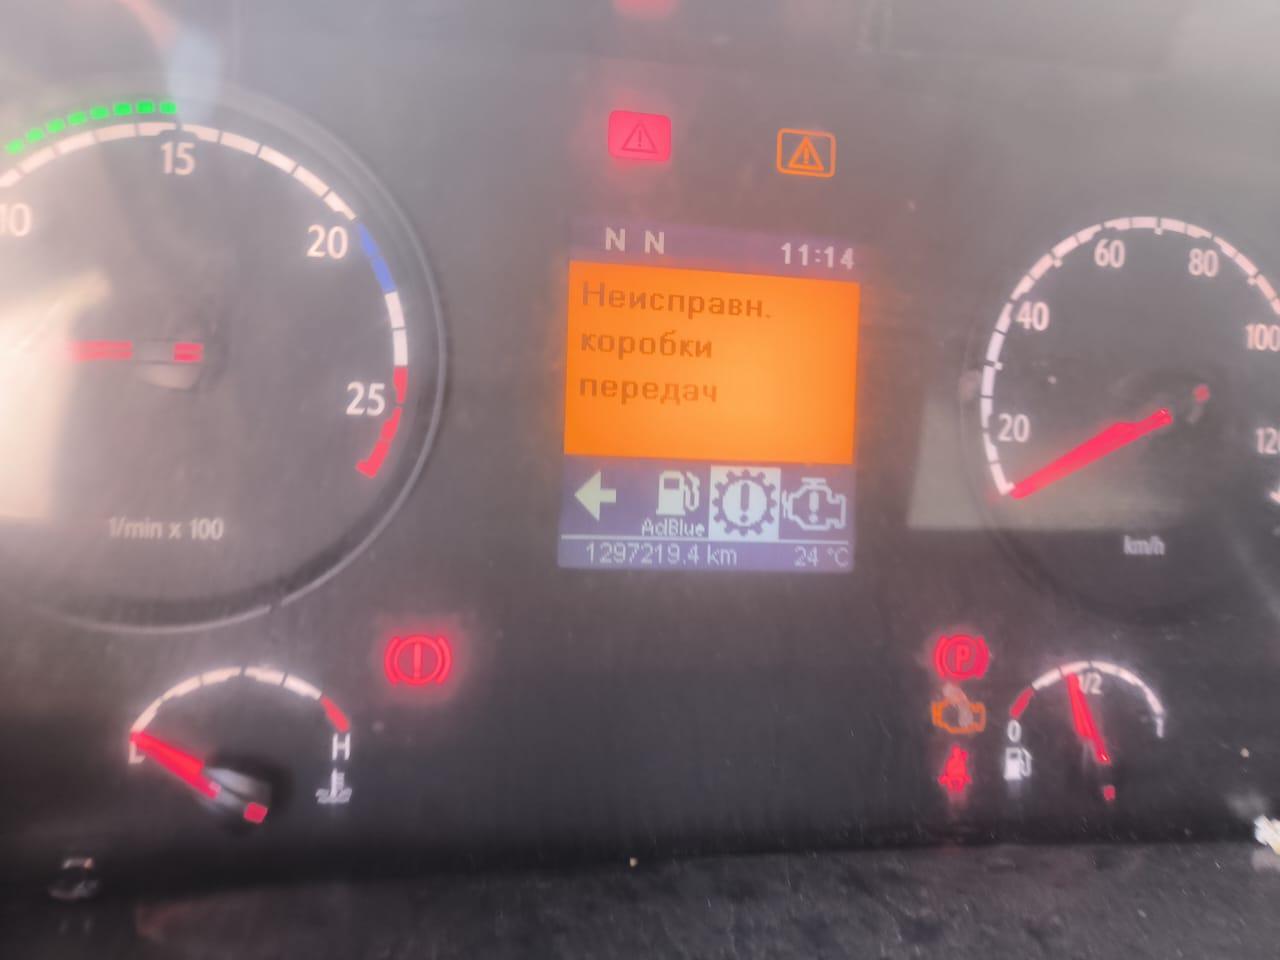 10
15
20
25
1/min x 100
N N 11:14
Неисправн.
коробки
передач
AdBlue
1297219.4 km 24 °C
20
40
60
80
100
km/h
H
P
0
1/2
1